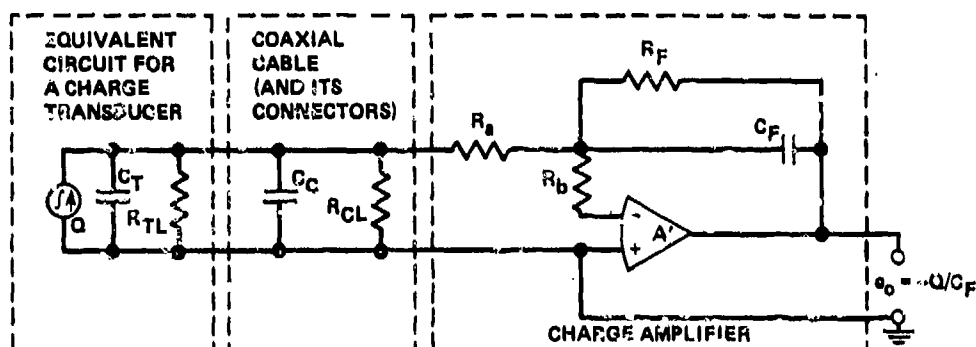 EQUIVALENT
CIRCUIT FOR
A CHARGE
TRANSDUCER
COAXIAL
CABLE
(AND ITS
CONNECTORS)
R_F
R_a
C_F
C_T
C_C
R_b
Q
R_TL
R_CL
-
A'
+
e_o = -Q/C_F
CHARGE AMPLIFIER